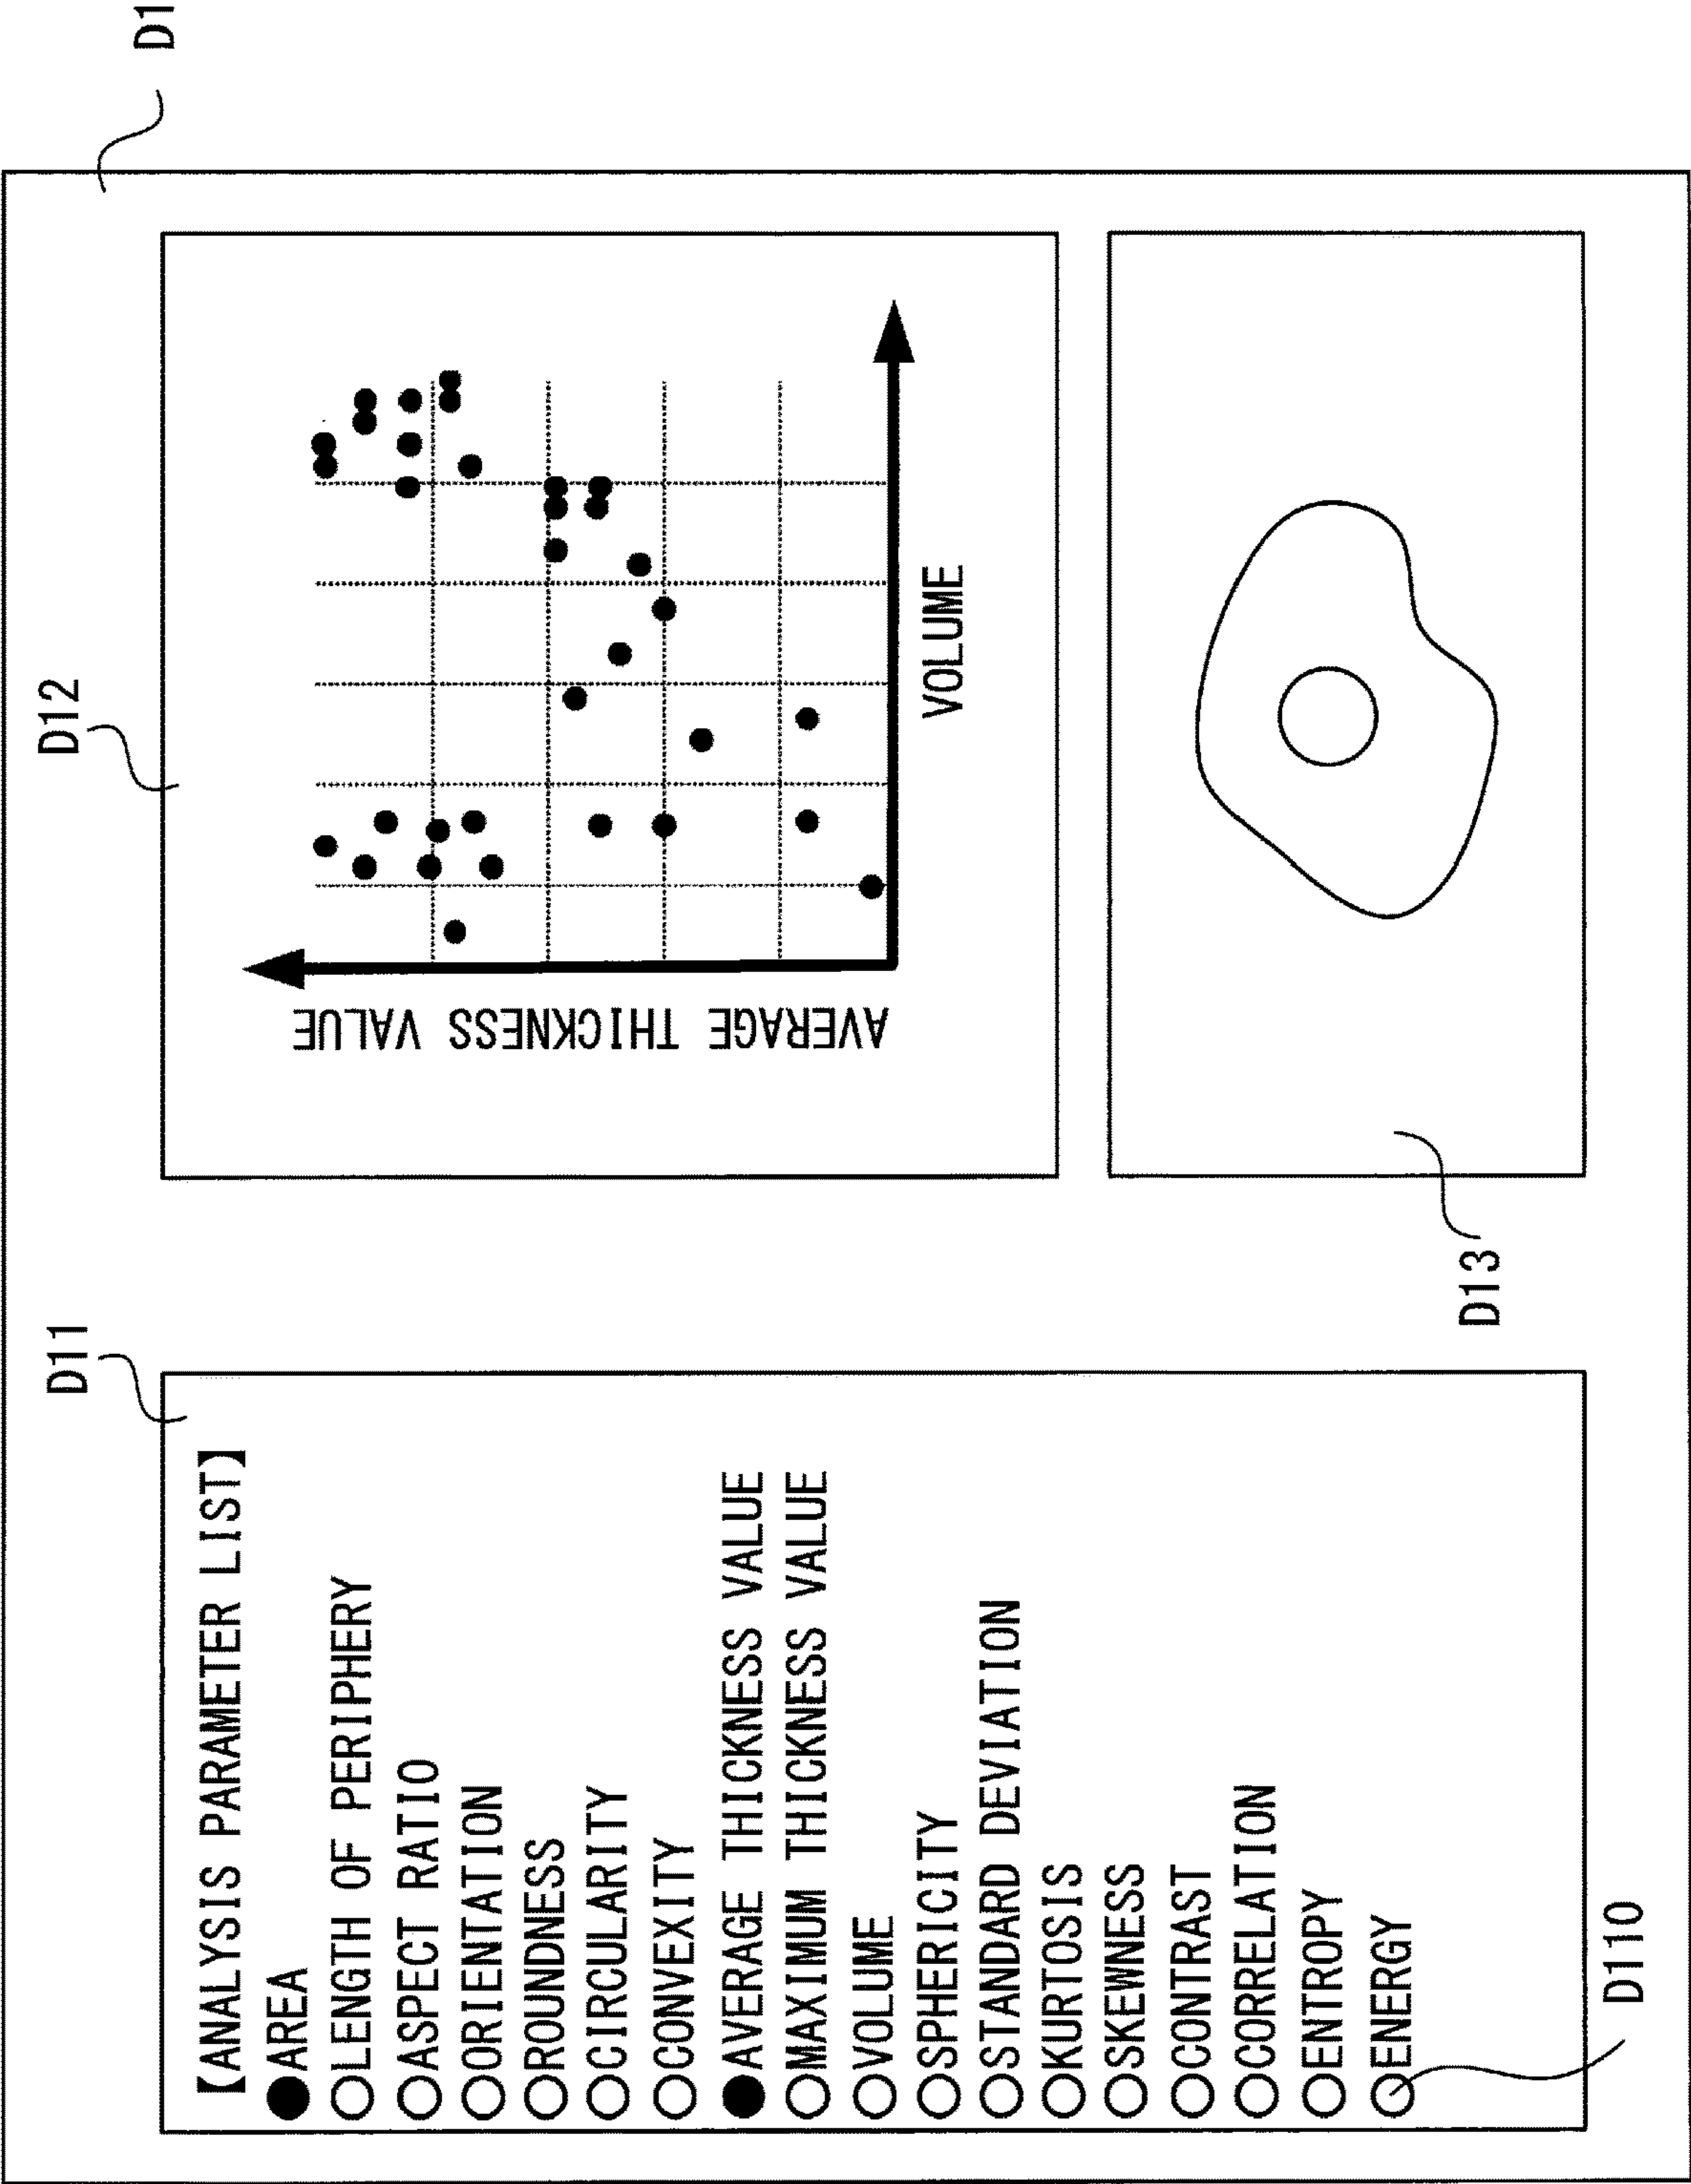 D1
D11
【ANALYSIS PARAMETER LIST】
AREA
LENGTH OF PERIPHERY
ASPECT RATIO
ORIENTATION
ROUNDNESS
CIRCULARITY
CONVEXITY
AVERAGE THICKNESS VALUE
MAXIMUM THICKNESS VALUE
VOLUME
SPHERICITY
STANDARD DEVIATION
KURTOSIS
SKEWNESS
CONTRAST
CORRELATION
ENTROPY
ENERGY
D110
D12
AVERAGE THICKNESS VALUE
VOLUME
D13